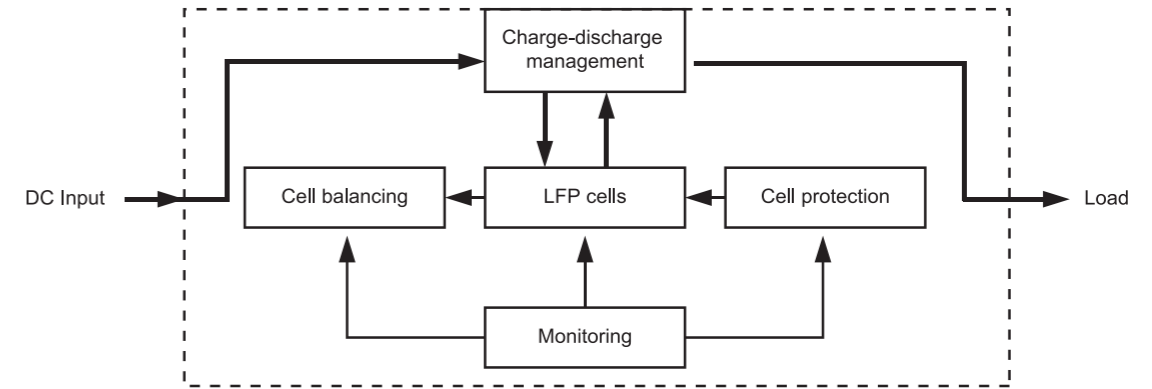 Charge-discharge
management
DC Input
Cell balancing
LFP cells
Cell protection
Load
Monitoring